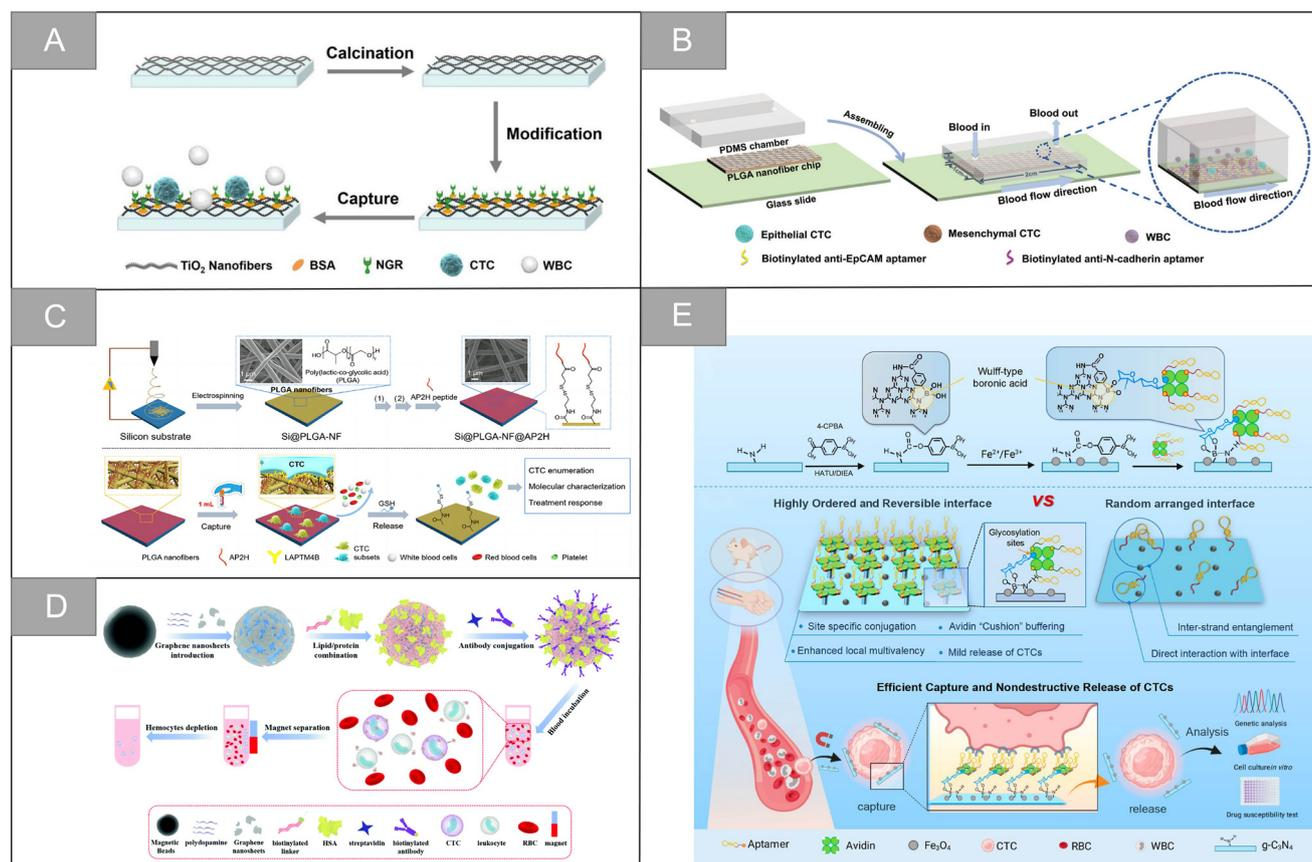 A
Calcination
Modification
Capture
TiO2 Nanofibers
BSA
NGR
CTC
WBC
B
Assembling
PDMS chamber
PLGA nanofiber chip
Glass slide
Blood in
Blood out
2cm
Blood flow direction
Blood flow direction
Epithelial CTC
Mesenchymal CTC
WBC
Biotinylated anti-EpCAM aptamer
Biotinylated anti-N-cadherin aptamer
C
Silicon substrate
Electrospinning
1 μm
Poly(lactic-co-glycolic acid)
(PLGA)
PLGA nanofibers
Si@PLGA-NF
(1)
(2)
AP2H peptide
1 μm
Si@PLGA-NF@AP2H
1 mL
Capture
CTC
GSH
Release
CTC enumeration
Molecular characterization
Treatment response
PLGA nanofibers
AP2H
LAPTM4B
CTC
subsets
White blood cells
Red blood cells
Platelet
D
Graphene nanosheets
introduction
Lipid/protein
combination
Antibody conjugation
Blood incubation
Magnet separation
Hemocytes depletion
Magnetic
Beads
polydopamine
Graphene
nanosheets
biotinylated
linker
HSA
streptavidin
biotinylated
antibody
CTC
leukocyte
RBC
magnet
E
Wulff-type
boronic acid
4-CPBA
HATU/DIEA
Fe2+/Fe3+
Highly Ordered and Reversible interface
VS
Random arranged interface
Glycosylation
sites
• Site specific conjugation
• Avidin “Cushion” buffering
• Enhanced local multivalency
• Mild release of CTCs
Inter-strand entanglement
Direct interaction with interface
Efficient Capture and Nondestructive Release of CTCs
capture
release
Analysis
Genetic analysis
Cell culture in vitro
Drug susceptibility test
Aptamer
Avidin
Fe3O4
CTC
RBC
WBC
g-C3N4